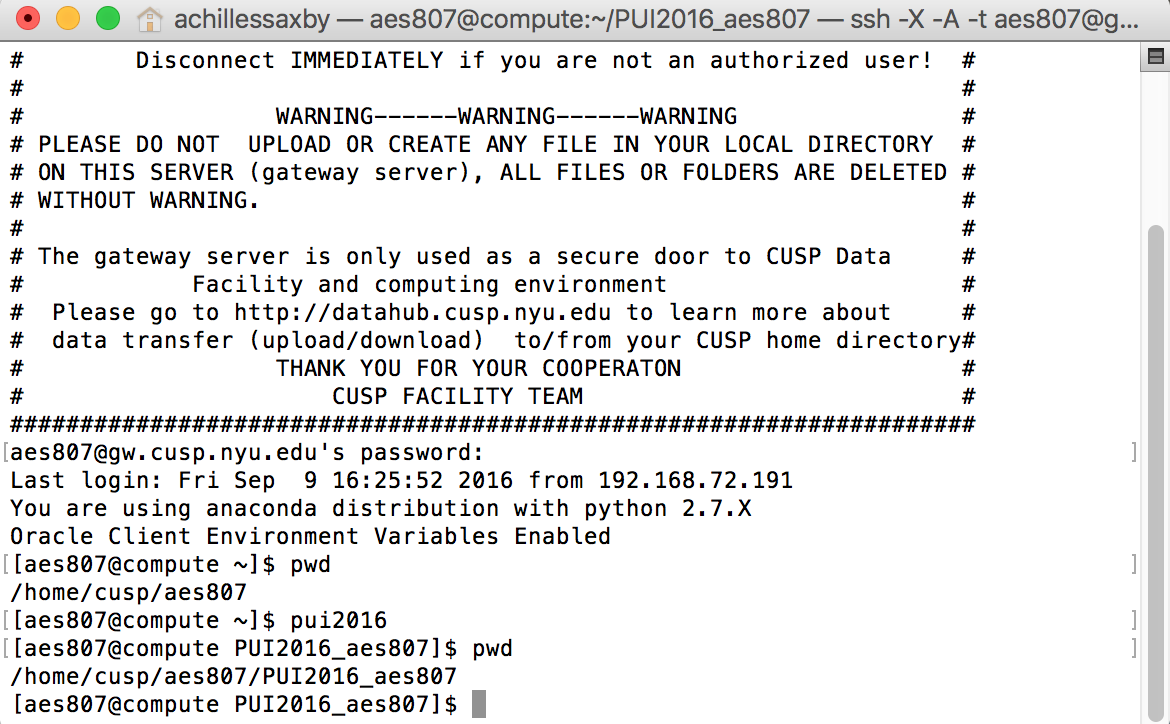 achillessaxby — aes807@compute:~/PUI2016_aes807 — ssh -X -A -t aes807@g...
#        Disconnect IMMEDIATELY if you are not an authorized user!  #
#                                                                   #
#                  WARNING------WARNING------WARNING                #
# PLEASE DO NOT  UPLOAD OR CREATE ANY FILE IN YOUR LOCAL DIRECTORY  #
# ON THIS SERVER (gateway server), ALL FILES OR FOLDERS ARE DELETED #
# WITHOUT WARNING.                                                  #
#                                                                   #
# The gateway server is only used as a secure door to CUSP Data     #
#            Facility and computing environment                     #
#  Please go to http://datahub.cusp.nyu.edu to learn more about     #
#  data transfer (upload/download)  to/from your CUSP home directory#
#                  THANK YOU FOR YOUR COOPERATON                    #
#                      CUSP FACILITY TEAM                           #
#####################################################################
[aes807@gw.cusp.nyu.edu's password: ]
Last login: Fri Sep  9 16:25:52 2016 from 192.168.72.191
You are using anaconda distribution with python 2.7.X
Oracle Client Environment Variables Enabled
[[aes807@compute ~]$ pwd ]
/home/cusp/aes807
[[aes807@compute ~]$ pui2016 ]
[[aes807@compute PUI2016_aes807]$ pwd ]
/home/cusp/aes807/PUI2016_aes807
[aes807@compute PUI2016_aes807]$